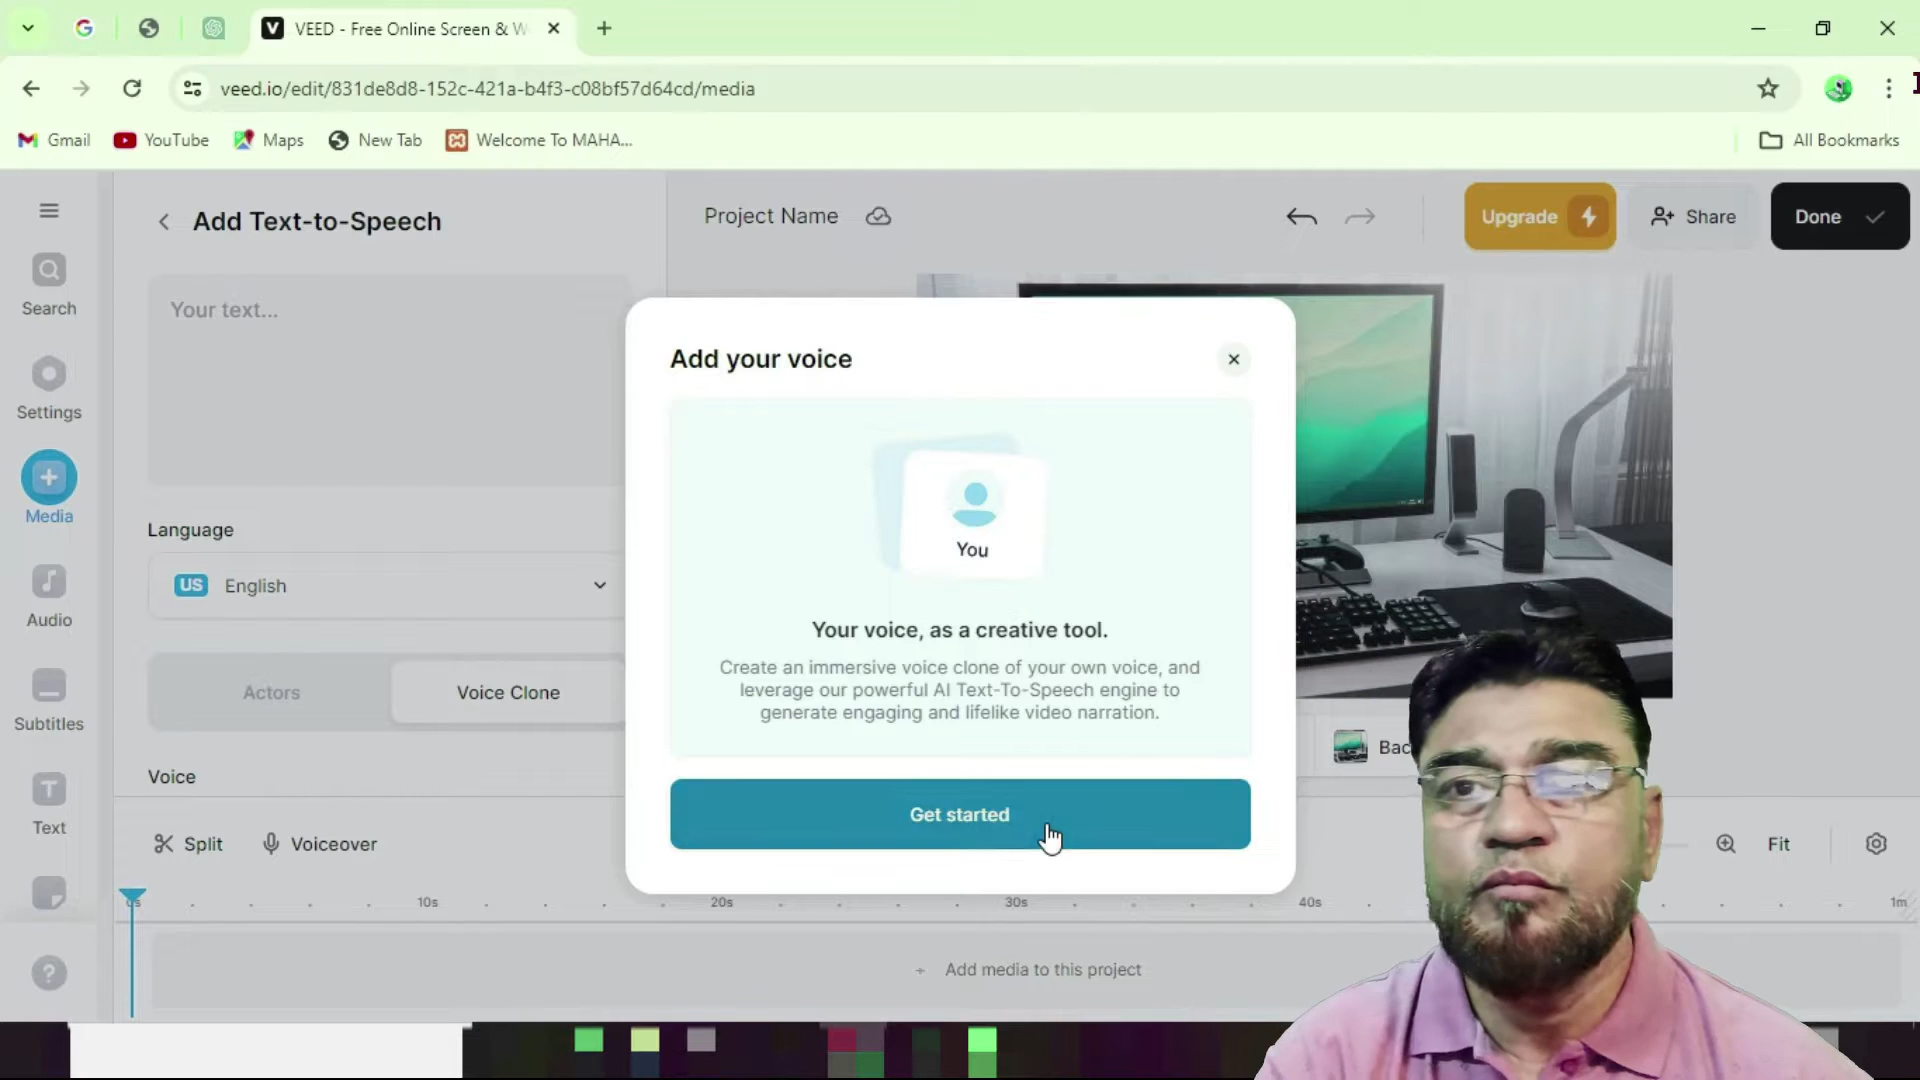 VEED - Free Online Screen & W
veed.io/edit/831de8d8-152c-421a-b4f3-c08bf57d64cd/media
Gmail
YouTube
Maps
New Tab
Welcome To MAHA...
All Bookmarks
Add Text-to-Speech
Project Name
Upgrade
Share
Done
Search
Settings
Media
Audio
Subtitles
Text
Your text...
Language
US English
Actors
Voice Clone
Voice
Add your voice
You
Your voice, as a creative tool.
Create an immersive voice clone of your own voice, and
leverage our powerful AI Text-To-Speech engine to
generate engaging and lifelike video narration.
Get started
Bac
Split
Voiceover
Fit
10s
20s
30s
40s
1m
+ Add media to this project